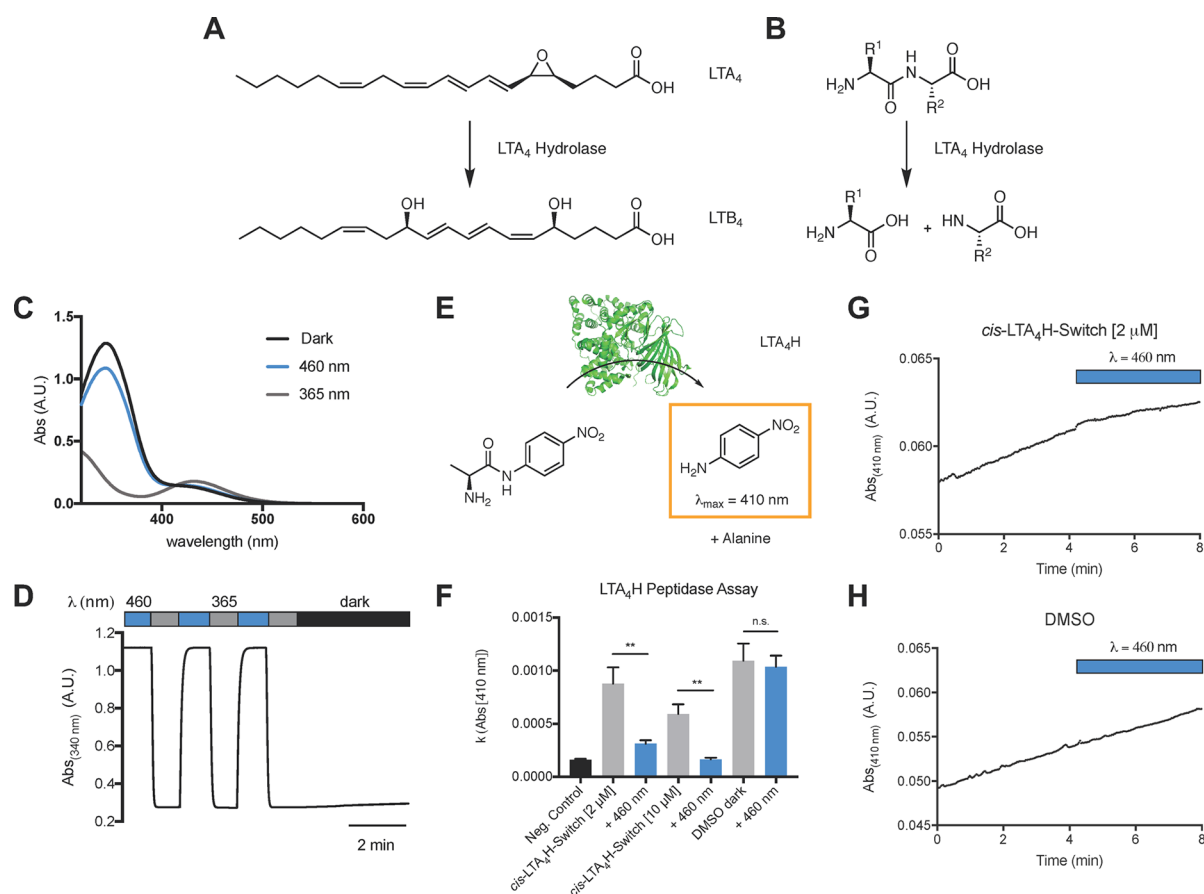 A
O
O
OH
LTA4
LTA4 Hydrolase
OH
OH
O
OH
LTB4
B
R1
H
N
O
OH
H2N
O
R2
LTA4 Hydrolase
R1
OH
H2N
O
+
HN
O
OH
R2
C
1.5
1.0
0.5
0.0
400
500
600
Abs (A.U.)
wavelength (nm)
Dark
460 nm
365 nm
D
λ (nm)
460
365
dark
1.2
1.0
0.8
0.6
0.4
0.2
Abs(340 nm)
(A.U.)
2 min
E
LTA4H
O
NO2
N
H
NH2
NO2
H2N
λmax = 410 nm
+ Alanine
F
LTA4H Peptidase Assay
0.0015
0.0010
0.0005
0.0000
k (Abs [410 nm])
**
**
n.s.
Neg. Control
cis-LTA4H-Switch [2 µM]
+ 460 nm
cis-LTA4H-Switch [10 µM]
+ 460 nm
DMSO dark
+ 460 nm
G
cis-LTA4H-Switch [2 µM]
λ = 460 nm
0.065
0.060
0.055
Abs(410 nm) (A.U.)
0
2
4
6
8
Time (min)
H
DMSO
λ = 460 nm
0.065
0.060
0.055
0.050
0.045
Abs(410 nm) (A.U.)
0
2
4
6
8
Time (min)